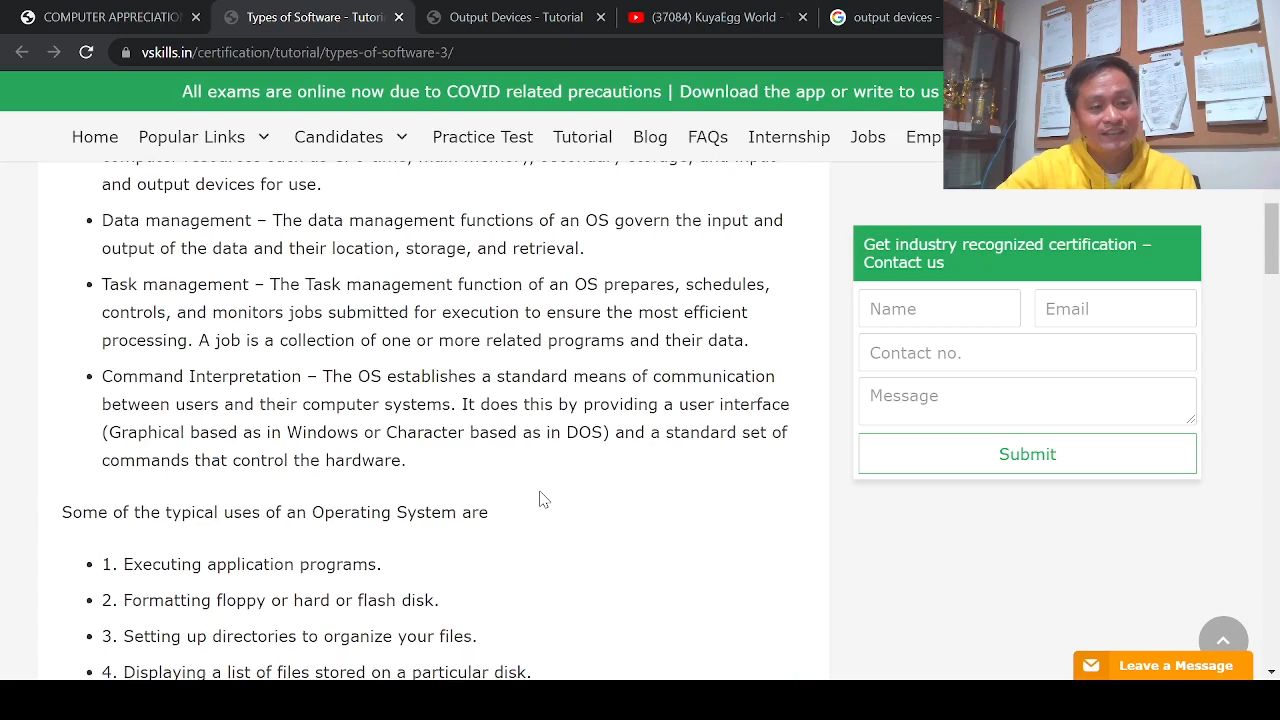 COMPUTER APPRECIATIO
Types of Software - Tutori
Output Devices - Tutorial
(37084) KuyaEgg World -
output devices -
vskills.in/certification/tutorial/types-of-software-3/
All exams are online now due to COVID related precautions | Download the app or write to us
Home Popular Links Candidates Practice Test Tutorial Blog FAQs Internship Jobs Emp
and output devices for use.
• Data management – The data management functions of an OS govern the input and
output of the data and their location, storage, and retrieval.
• Task management – The Task management function of an OS prepares, schedules,
controls, and monitors jobs submitted for execution to ensure the most efficient
processing. A job is a collection of one or more related programs and their data.
• Command Interpretation – The OS establishes a standard means of communication
between users and their computer systems. It does this by providing a user interface
(Graphical based as in Windows or Character based as in DOS) and a standard set of
commands that control the hardware.
Some of the typical uses of an Operating System are
• 1. Executing application programs.
• 2. Formatting floppy or hard or flash disk.
• 3. Setting up directories to organize your files.
• 4. Displaying a list of files stored on a particular disk.
Get industry recognized certification –
Contact us
Name
Email
Contact no.
Message
Submit
Leave a Message